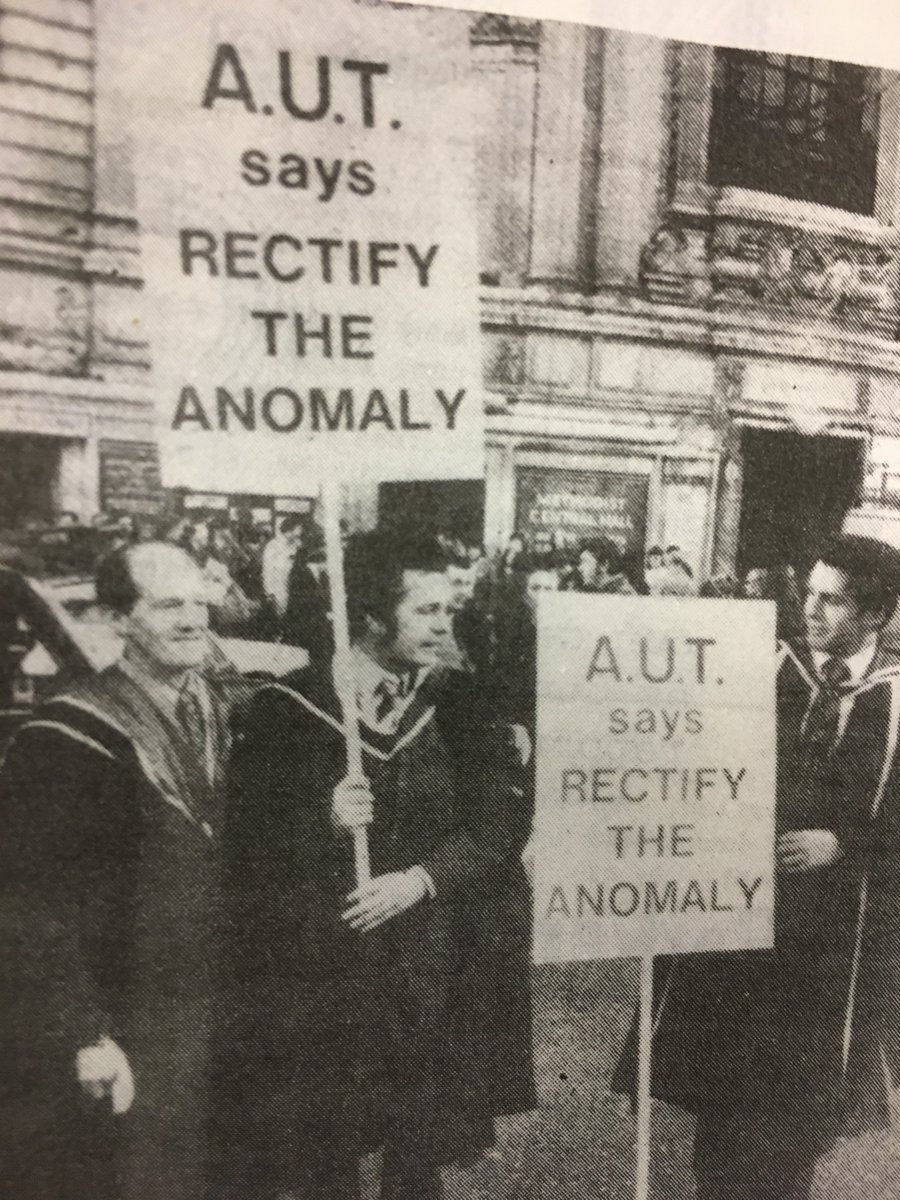 A.U.T.
says
RECTIFY
THE
ANOMALY
A.U.T.
says
RECTIFY
THE
ANOMALY